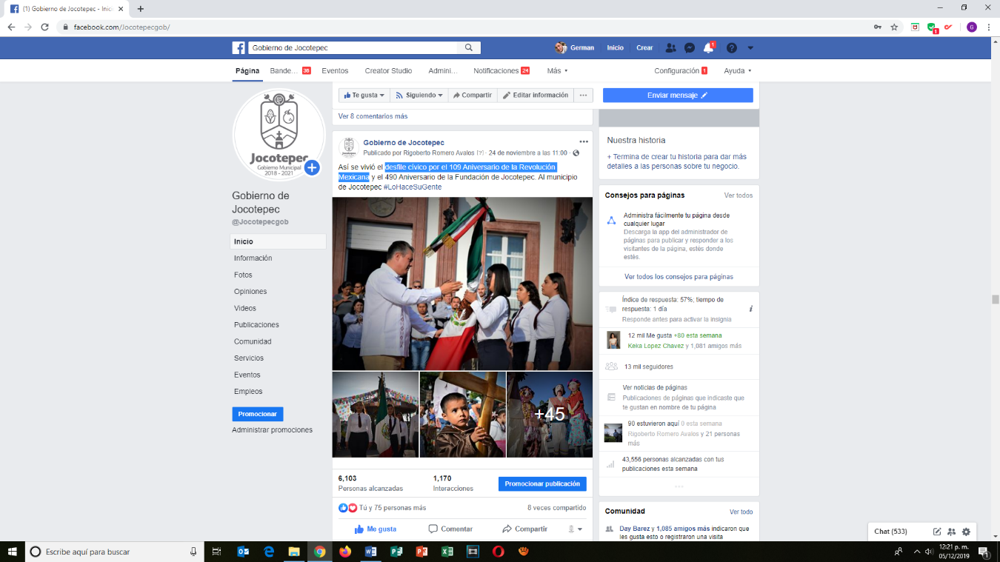 (1) Gobierno de Jocotepec - Inic
facebook.com/Jocotepecgob/
Gobierno de Jocotepec
German Inicio Crear 1
Página Bande... 36 Eventos Creator Studio Admini... Notificaciones 24 Más Configuración 1 Ayuda
Te gusta Siguiendo Compartir Editar información ...
Enviar mensaje
Jocotepec
Gobierno Municipal
2018 - 2021
Gobierno de
Jocotepec
@Jocotepecgob
Inicio
Información
Fotos
Opiniones
Videos
Publicaciones
Comunidad
Servicios
Eventos
Empleos
Promocionar
Administrar promociones
Ver 8 comentarios más
Gobierno de Jocotepec
Publicado por Rigoberto Romero Avalos [?] · 24 de noviembre a las 11:00 ·
Así se vivió el desfile cívico por el 109 Aniversario de la Revolución
Mexicana y el 490 Aniversario de la Fundación de Jocotepec. Al municipio
de Jocotepec #LoHaceSuGente
+45
6,103
Personas alcanzadas
1,170
Interacciones
Promocionar publicación
Tú y 75 personas más
8 veces compartido
Me gusta Comentar Compartir
Nuestra historia
+ Termina de crear tu historia para dar más
detalles a las personas sobre tu negocio.
Consejos para páginas Ver todos
Administra fácilmente tu página desde
cualquier lugar
Descarga la app del administrador de
páginas para publicar y responder a los
visitantes de la página, estés donde
estés.
Ver todos los consejos para páginas
Índice de respuesta: 57%; tiempo de
respuesta: 1 día
Responde antes para activar la insignia
12 mil Me gusta +80 esta semana
Keka Lopez Chavez y 1,081 amigos más
13 mil seguidores
Ver noticias de páginas
Publicaciones de páginas que indicaste que
te gustan en nombre de tu página
90 estuvieron aquí 0 esta semana
Rigoberto Romero Avalos y 21 personas
más
43,556 personas alcanzadas con tus
publicaciones esta semana
Comunidad Ver todo
Day Barez y 1,085 amigos más indicaron que
les gusta esto o registraron una visita
Chat (533)
Escribe aquí para buscar
12:21 p. m.
05/12/2019